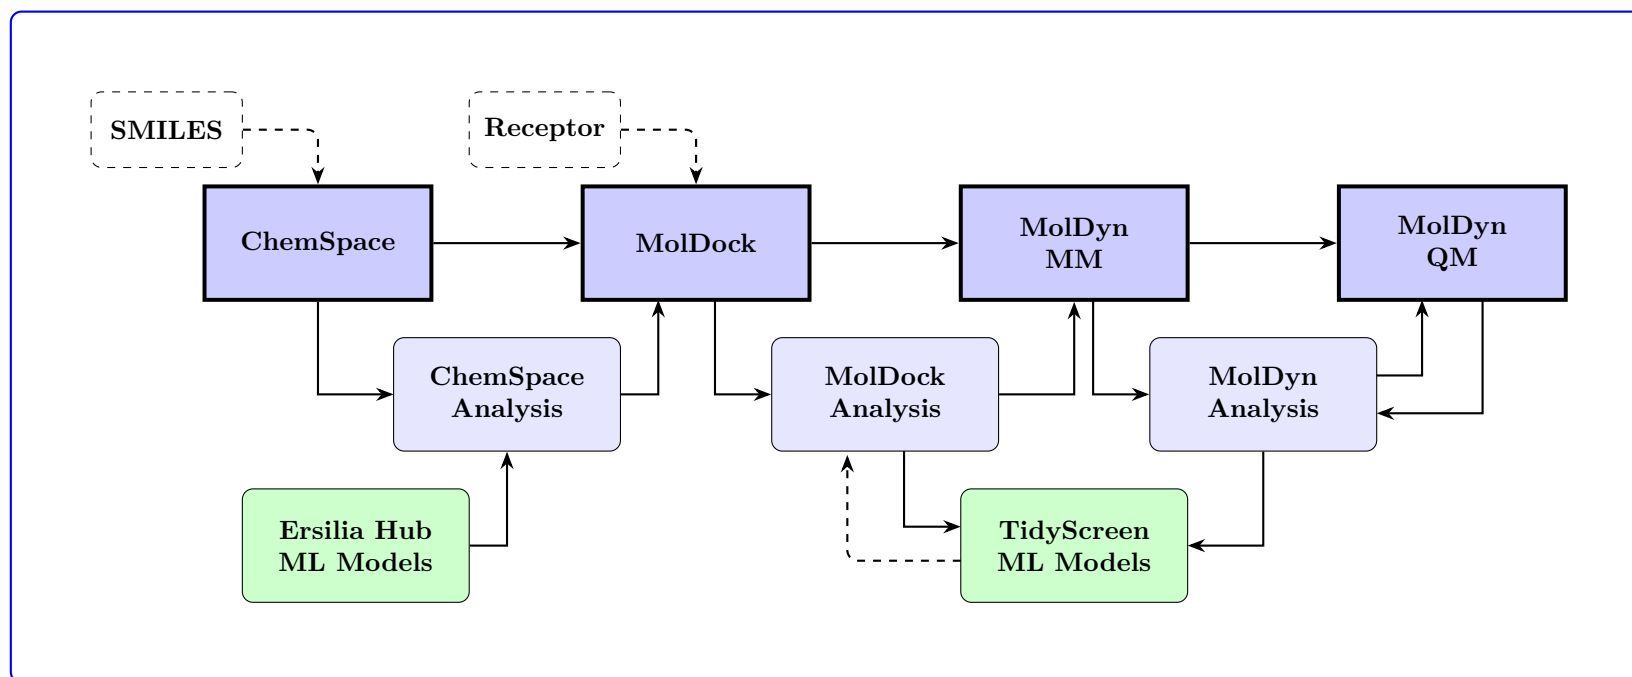 SMILES
Receptor
ChemSpace
MolDock
MolDyn
MM
MolDyn
QM
ChemSpace
Analysis
MolDock
Analysis
MolDyn
Analysis
Ersilia Hub
ML Models
TidyScreen
ML Models